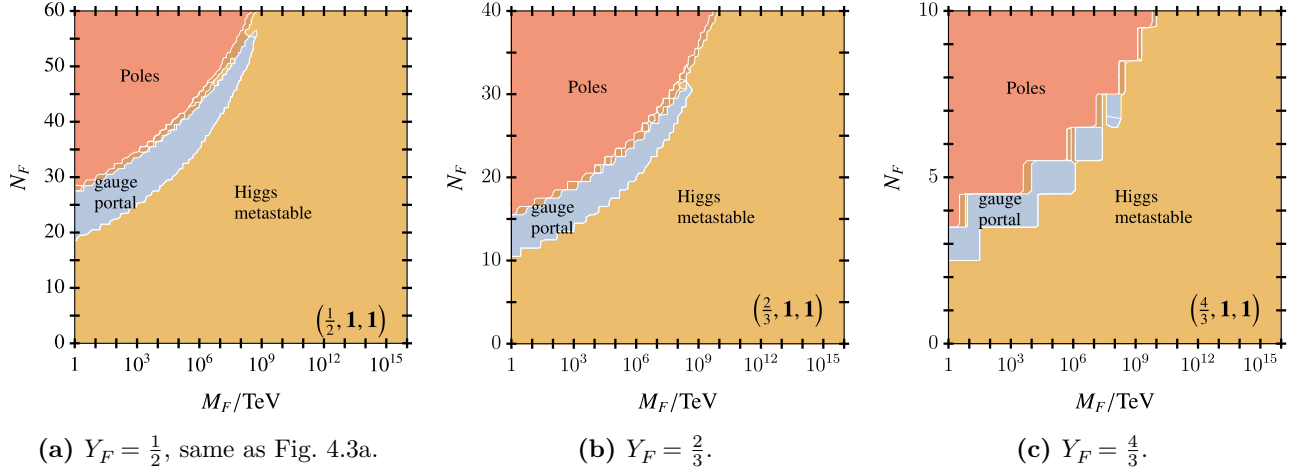 60
50
40
30
20
10
0
N_F
Poles
gauge
portal
Higgs
metastable
(1/2, 1, 1)
1 10^3 10^6 10^9 10^12 10^15
M_F/TeV
(a) Y_F = 1/2, same as Fig. 4.3a.
40
30
20
10
0
N_F
Poles
gauge
portal
Higgs
metastable
(2/3, 1, 1)
1 10^3 10^6 10^9 10^12 10^15
M_F/TeV
(b) Y_F = 2/3.
10
5
0
N_F
Poles
gauge
portal
Higgs
metastable
(4/3, 1, 1)
1 10^3 10^6 10^9 10^12 10^15
M_F/TeV
(c) Y_F = 4/3.